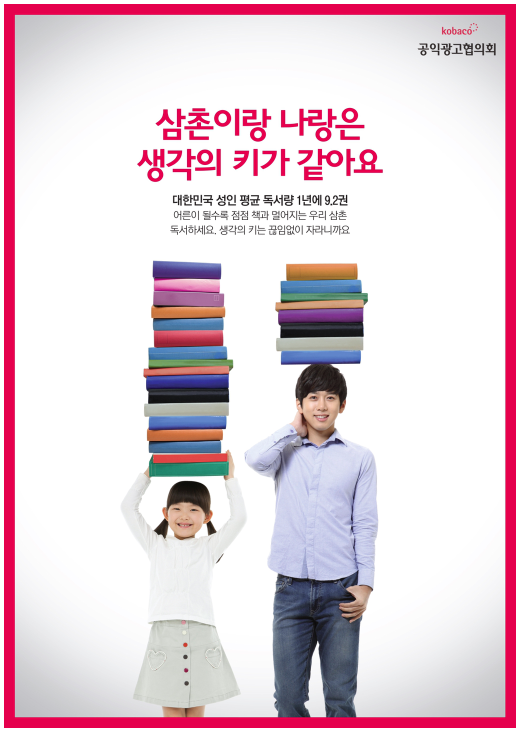 kobaco
공익광고협의회
삼촌이랑 나랑은
생각의 키가 같아요
대한민국 성인 평균 독서량 1년에 9.2권
어른이 될수록 점점 책과 멀어지는 우리 삼촌
독서하세요. 생각의 키는 끊임없이 자라니까요